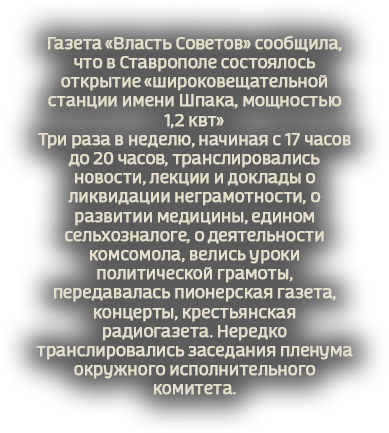 Газета «Власть Советов» сообщила,
что в Ставрополе состоялось
открытие «широковещательной
станции имени Шпака, мощностью
1,2 квт»
Три раза в неделю, начиная с 17 часов
до 20 часов, транслировались
новости, лекции и доклады о
ликвидации неграмотности, о
развитии медицины, едином
сельхозналоге, о деятельности
комсомола, велись уроки
политической грамоты,
передавалась пионерская газета,
концерты, крестьянская
радиогазета. Нередко
транслировались заседания пленума
окружного исполнительного
комитета.